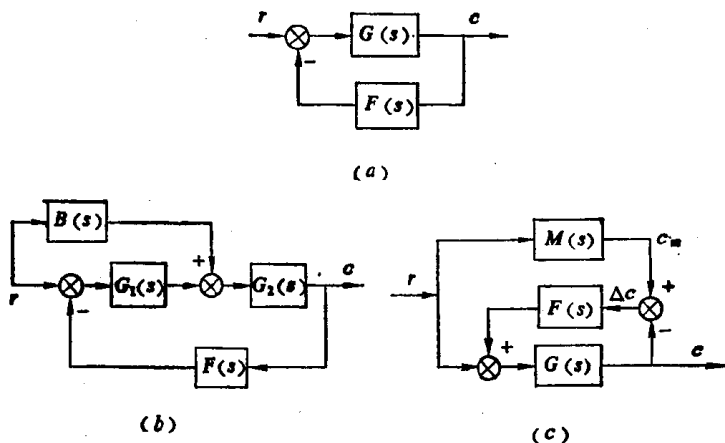 r G(s) c
-
F(s)
(a)
B(s)
+
r G₁(s) G₂(s) c
-
F(s)
(b)
M(s) cₘ
r
F(s) Δc +
+ -
G(s) c
(c)